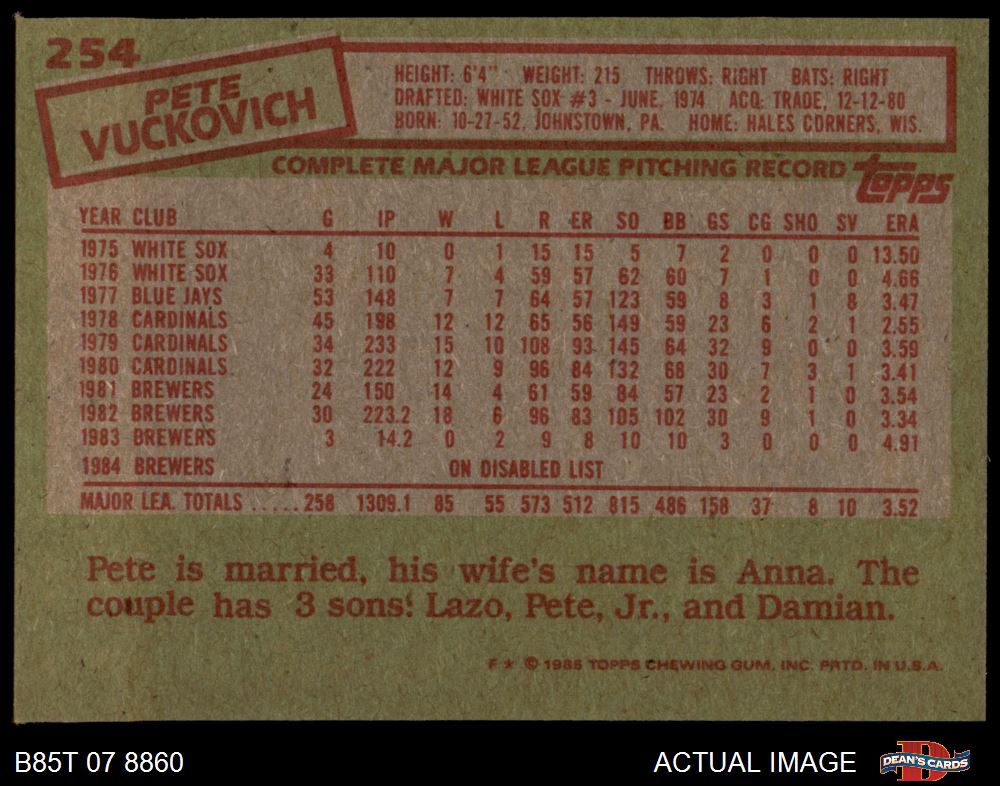 254
PETE
VUCKOVICH
HEIGHT: 6'4" WEIGHT: 215 THROWS: RIGHT BATS: RIGHT
DRAFTED: WHITE SOX #3 - JUNE, 1974 ACQ: TRADE, 12-12-80
BORN: 10-27-52, JOHNSTOWN, PA. HOME: HALES CORNERS, WIS.
COMPLETE MAJOR LEAGUE PITCHING RECORD topps
YEAR CLUB G IP W L R ER SO BB GS CG SHO SV ERA
1975 WHITE SOX 4 10 0 1 15 15 5 7 2 0 0 0 13.50
1976 WHITE SOX 33 110 7 4 59 57 62 60 7 1 0 0 4.66
1977 BLUE JAYS 53 148 7 7 64 57 123 59 8 3 1 8 3.47
1978 CARDINALS 45 198 12 12 65 56 149 59 23 6 2 1 2.55
1979 CARDINALS 34 233 15 10 108 93 145 64 32 9 0 0 3.59
1980 CARDINALS 32 222 12 9 96 84 132 68 30 7 3 1 3.41
1981 BREWERS 24 150 14 4 61 59 84 57 23 2 1 0 3.54
1982 BREWERS 30 223.2 18 6 96 83 105 102 30 9 1 0 3.34
1983 BREWERS 3 14.2 0 2 9 8 10 10 3 0 0 0 4.91
1984 BREWERS ON DISABLED LIST
MAJOR LEA. TOTALS ..... 258 1309.1 85 55 573 512 815 486 158 37 8 10 3.52
Pete is married, his wife's name is Anna. The
couple has 3 sons: Lazo, Pete, Jr., and Damian.
F * © 1985 TOPPS CHEWING GUM, INC. PRTD. IN U.S.A.
B85T 07 8860 ACTUAL IMAGE D DEAN'S CARDS